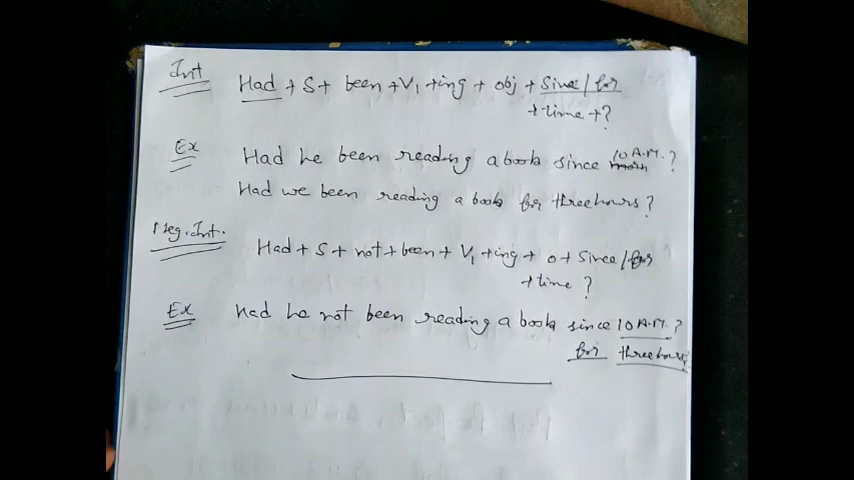 Int Had + S + been + V1 + ing + obj + Since / for
+ time + ?
Ex Had he been reading a book since 10 A.M. ?
Had we been reading a book for three hours ?
Neg. Int. Had + S + not + been + V1 + ing + o + Since / for
+ time ?
Ex Had he not been reading a book since 10 A.M. ?
for three hours